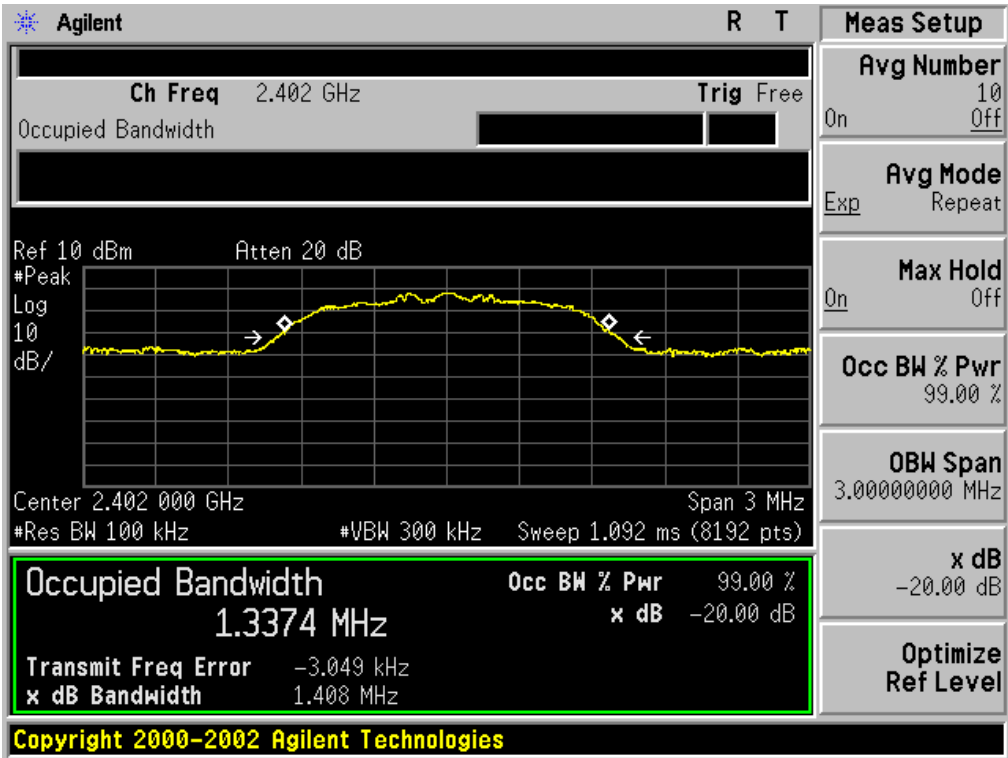 Agilent R T
Ch Freq 2.402 GHz Trig Free
Occupied Bandwidth
Ref 10 dBm Atten 20 dB
#Peak
Log
10
dB/
Center 2.402 000 GHz Span 3 MHz
#Res BW 100 kHz #VBW 300 kHz Sweep 1.092 ms (8192 pts)
Occupied Bandwidth
1.3374 MHz
Occ BW % Pwr 99.00 %
x dB -20.00 dB
Transmit Freq Error -3.049 kHz
x dB Bandwidth 1.408 MHz
Copyright 2000-2002 Agilent Technologies
Meas Setup
Avg Number
10
On Off
Avg Mode
Exp Repeat
Max Hold
On Off
Occ BW % Pwr
99.00 %
OBW Span
3.00000000 MHz
x dB
-20.00 dB
Optimize
Ref Level